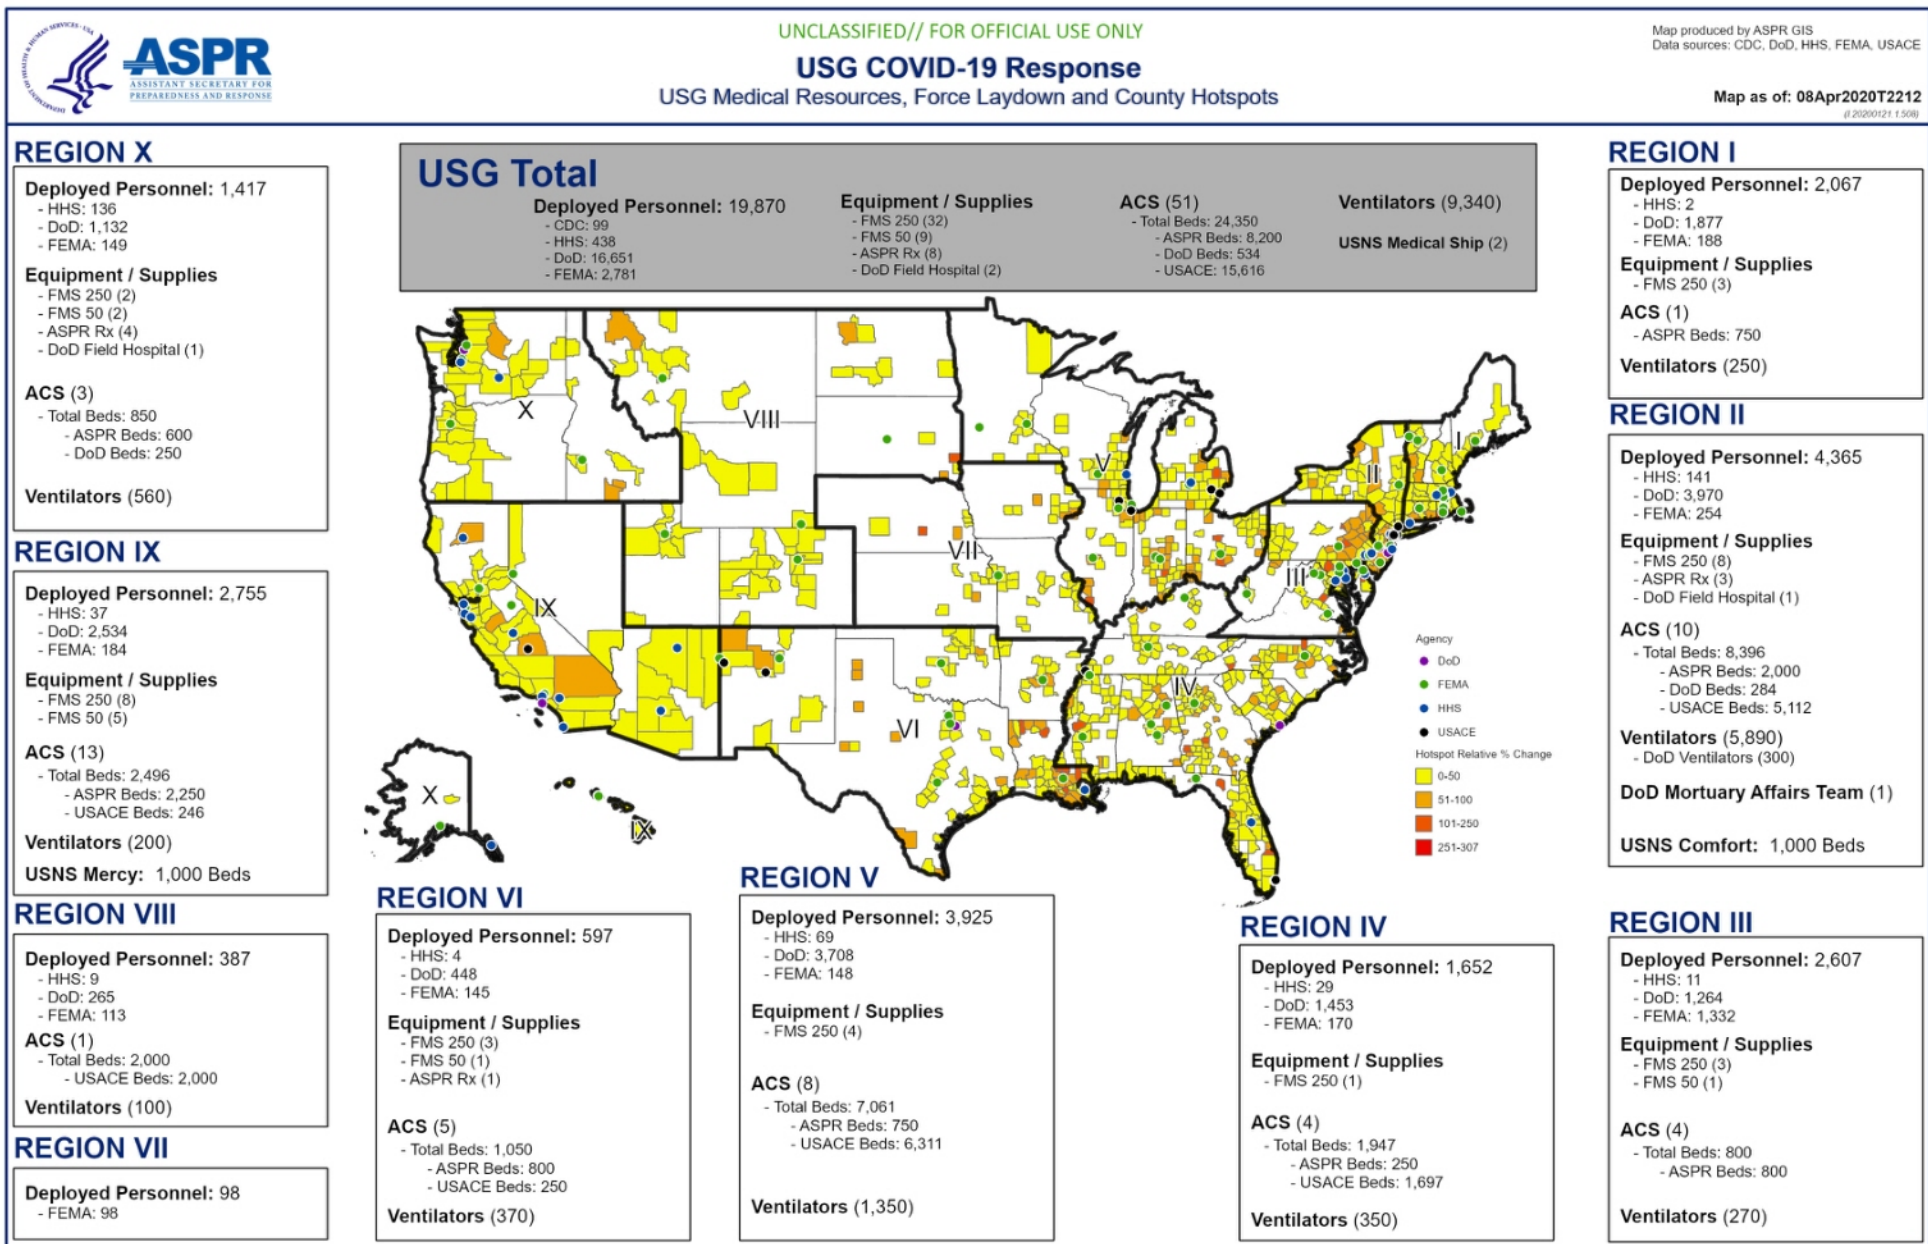 UNCLASSIFIED// FOR OFFICIAL USE ONLY
USG COVID-19 Response
USG Medical Resources, Force Laydown and County Hotspots
DEPARTMENT OF HEALTH & HUMAN SERVICES · USA
ASPR
ASSISTANT SECRETARY FOR
PREPAREDNESS AND RESPONSE
Map produced by ASPR GIS
Data sources: CDC, DoD, HHS, FEMA, USACE
Map as of: 08Apr2020T2212
(I.20200121.1.508)
REGION X
Deployed Personnel: 1,417
- HHS: 136
- DoD: 1,132
- FEMA: 149
Equipment / Supplies
- FMS 250 (2)
- FMS 50 (2)
- ASPR Rx (4)
- DoD Field Hospital (1)
ACS (3)
- Total Beds: 850
- ASPR Beds: 600
- DoD Beds: 250
Ventilators (560)
REGION IX
Deployed Personnel: 2,755
- HHS: 37
- DoD: 2,534
- FEMA: 184
Equipment / Supplies
- FMS 250 (8)
- FMS 50 (5)
ACS (13)
- Total Beds: 2,496
- ASPR Beds: 2,250
- USACE Beds: 246
Ventilators (200)
USNS Mercy: 1,000 Beds
REGION VIII
Deployed Personnel: 387
- HHS: 9
- DoD: 265
- FEMA: 113
ACS (1)
- Total Beds: 2,000
- USACE Beds: 2,000
Ventilators (100)
REGION VII
Deployed Personnel: 98
- FEMA: 98
USG Total
Deployed Personnel: 19,870
- CDC: 99
- HHS: 438
- DoD: 16,651
- FEMA: 2,781
Equipment / Supplies
- FMS 250 (32)
- FMS 50 (9)
- ASPR Rx (8)
- DoD Field Hospital (2)
ACS (51)
- Total Beds: 24,350
- ASPR Beds: 8,200
- DoD Beds: 534
- USACE: 15,616
Ventilators (9,340)
USNS Medical Ship (2)
X
VIII
V
II
I
IX
VII
III
VI
IV
X
IX
Agency
DoD
FEMA
HHS
USACE
Hotspot Relative % Change
0-50
51-100
101-250
251-307
REGION VI
Deployed Personnel: 597
- HHS: 4
- DoD: 448
- FEMA: 145
Equipment / Supplies
- FMS 250 (3)
- FMS 50 (1)
- ASPR Rx (1)
ACS (5)
- Total Beds: 1,050
- ASPR Beds: 800
- USACE Beds: 250
Ventilators (370)
REGION V
Deployed Personnel: 3,925
- HHS: 69
- DoD: 3,708
- FEMA: 148
Equipment / Supplies
- FMS 250 (4)
ACS (8)
- Total Beds: 7,061
- ASPR Beds: 750
- USACE Beds: 6,311
Ventilators (1,350)
REGION IV
Deployed Personnel: 1,652
- HHS: 29
- DoD: 1,453
- FEMA: 170
Equipment / Supplies
- FMS 250 (1)
ACS (4)
- Total Beds: 1,947
- ASPR Beds: 250
- USACE Beds: 1,697
Ventilators (350)
REGION I
Deployed Personnel: 2,067
- HHS: 2
- DoD: 1,877
- FEMA: 188
Equipment / Supplies
- FMS 250 (3)
ACS (1)
- ASPR Beds: 750
Ventilators (250)
REGION II
Deployed Personnel: 4,365
- HHS: 141
- DoD: 3,970
- FEMA: 254
Equipment / Supplies
- FMS 250 (8)
- ASPR Rx (3)
- DoD Field Hospital (1)
ACS (10)
- Total Beds: 8,396
- ASPR Beds: 2,000
- DoD Beds: 284
- USACE Beds: 5,112
Ventilators (5,890)
- DoD Ventilators (300)
DoD Mortuary Affairs Team (1)
USNS Comfort: 1,000 Beds
REGION III
Deployed Personnel: 2,607
- HHS: 11
- DoD: 1,264
- FEMA: 1,332
Equipment / Supplies
- FMS 250 (3)
- FMS 50 (1)
ACS (4)
- Total Beds: 800
- ASPR Beds: 800
Ventilators (270)